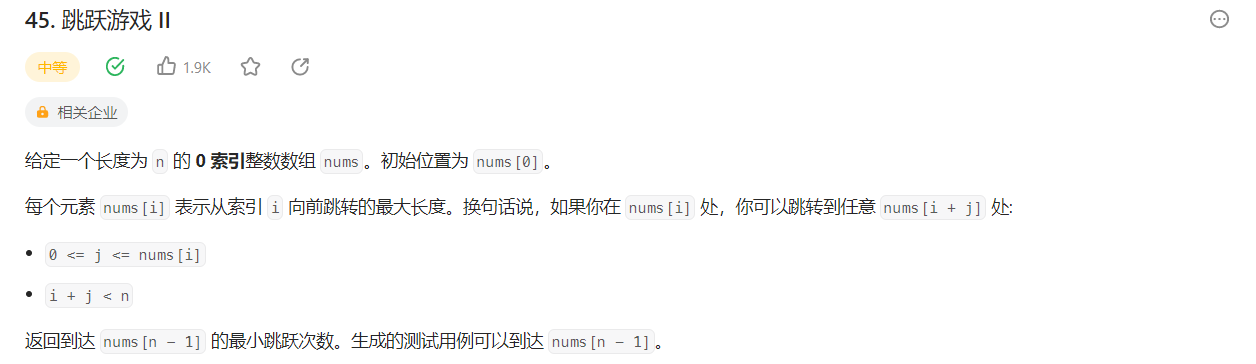 45. 跳跃游戏 II
中等 1.9K
相关企业
给定一个长度为 n 的 0 索引整数数组 nums。初始位置为 nums[0]。
每个元素 nums[i] 表示从索引 i 向前跳转的最大长度。换句话说，如果你在 nums[i] 处，你可以跳转到任意 nums[i + j] 处:
• 0 <= j <= nums[i]
• i + j < n
返回到达 nums[n - 1] 的最小跳跃次数。生成的测试用例可以到达 nums[n - 1]。